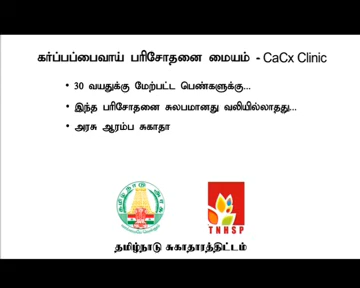 கர்ப்பப்பைவாய் பரிசோதனை மையம் - CaCx Clinic
• 30 வயதுக்கு மேற்பட்ட பெண்களுக்கு...
• இந்த பரிசோதனை சுலபமானது வலியில்லாதது...
• அரசு ஆரம்ப சுகாதா
TNHSP
தமிழ்நாடு சுகாதாரத்திட்டம்